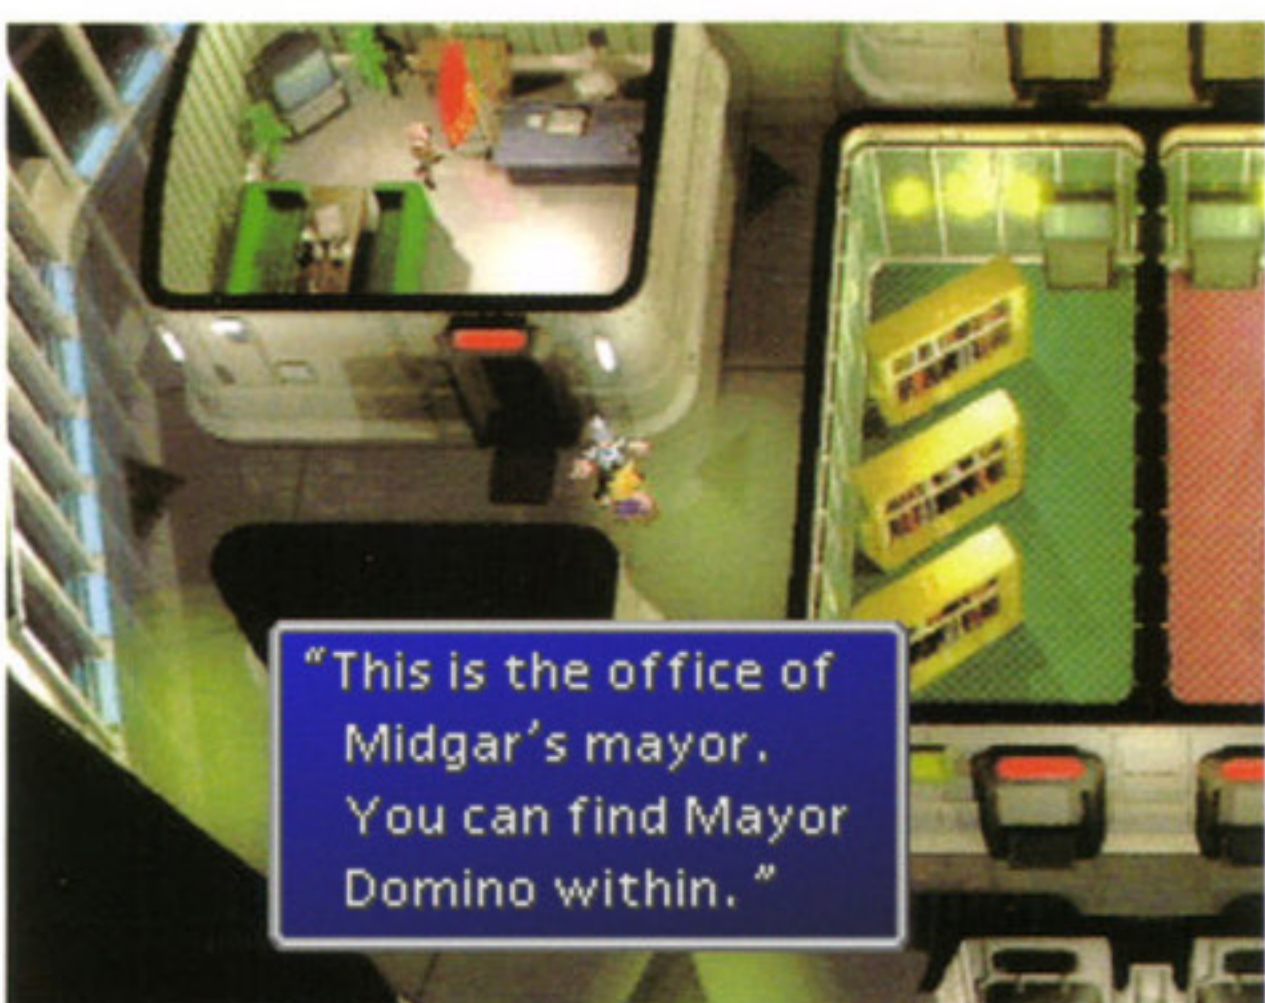 “This is the office of
Midgar’s mayor.
You can find Mayor
Domino within.”